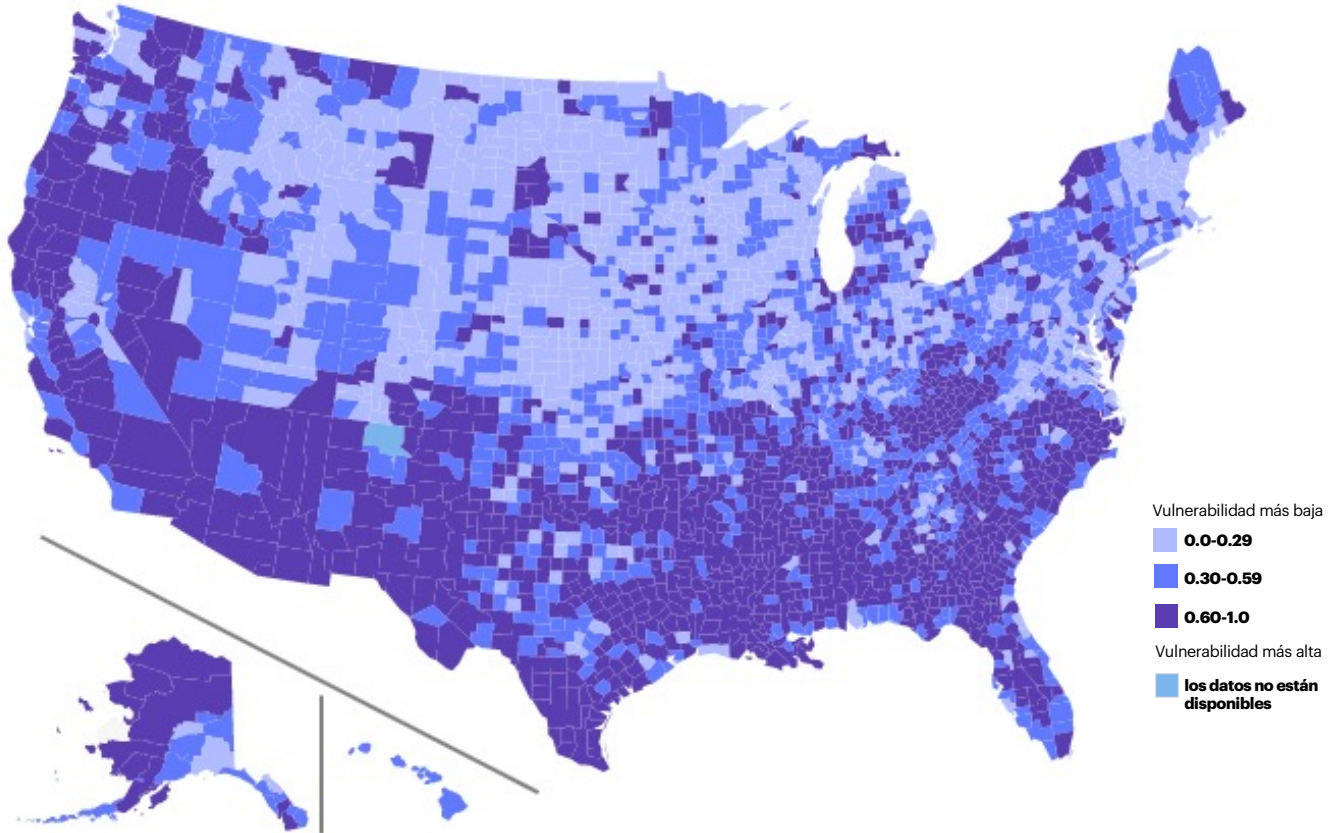 Vulnerabilidad más baja
0.0-0.29
0.30-0.59
0.60-1.0
Vulnerabilidad más alta
los datos no están
disponibles